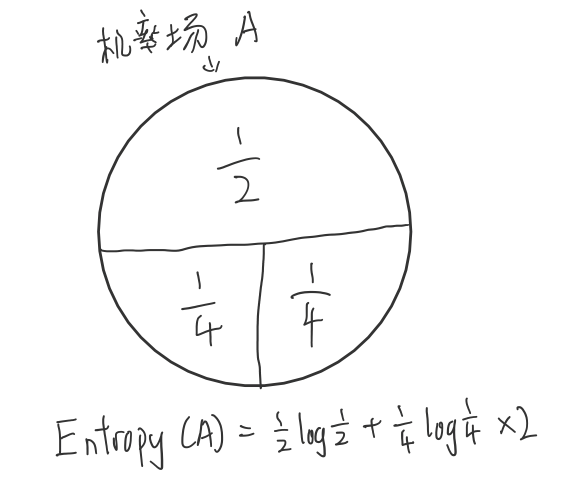 机率场 A
1/2
1/4 1/4
Entropy (A) = 1/2 log 1/2 + 1/4 log 1/4 × 2